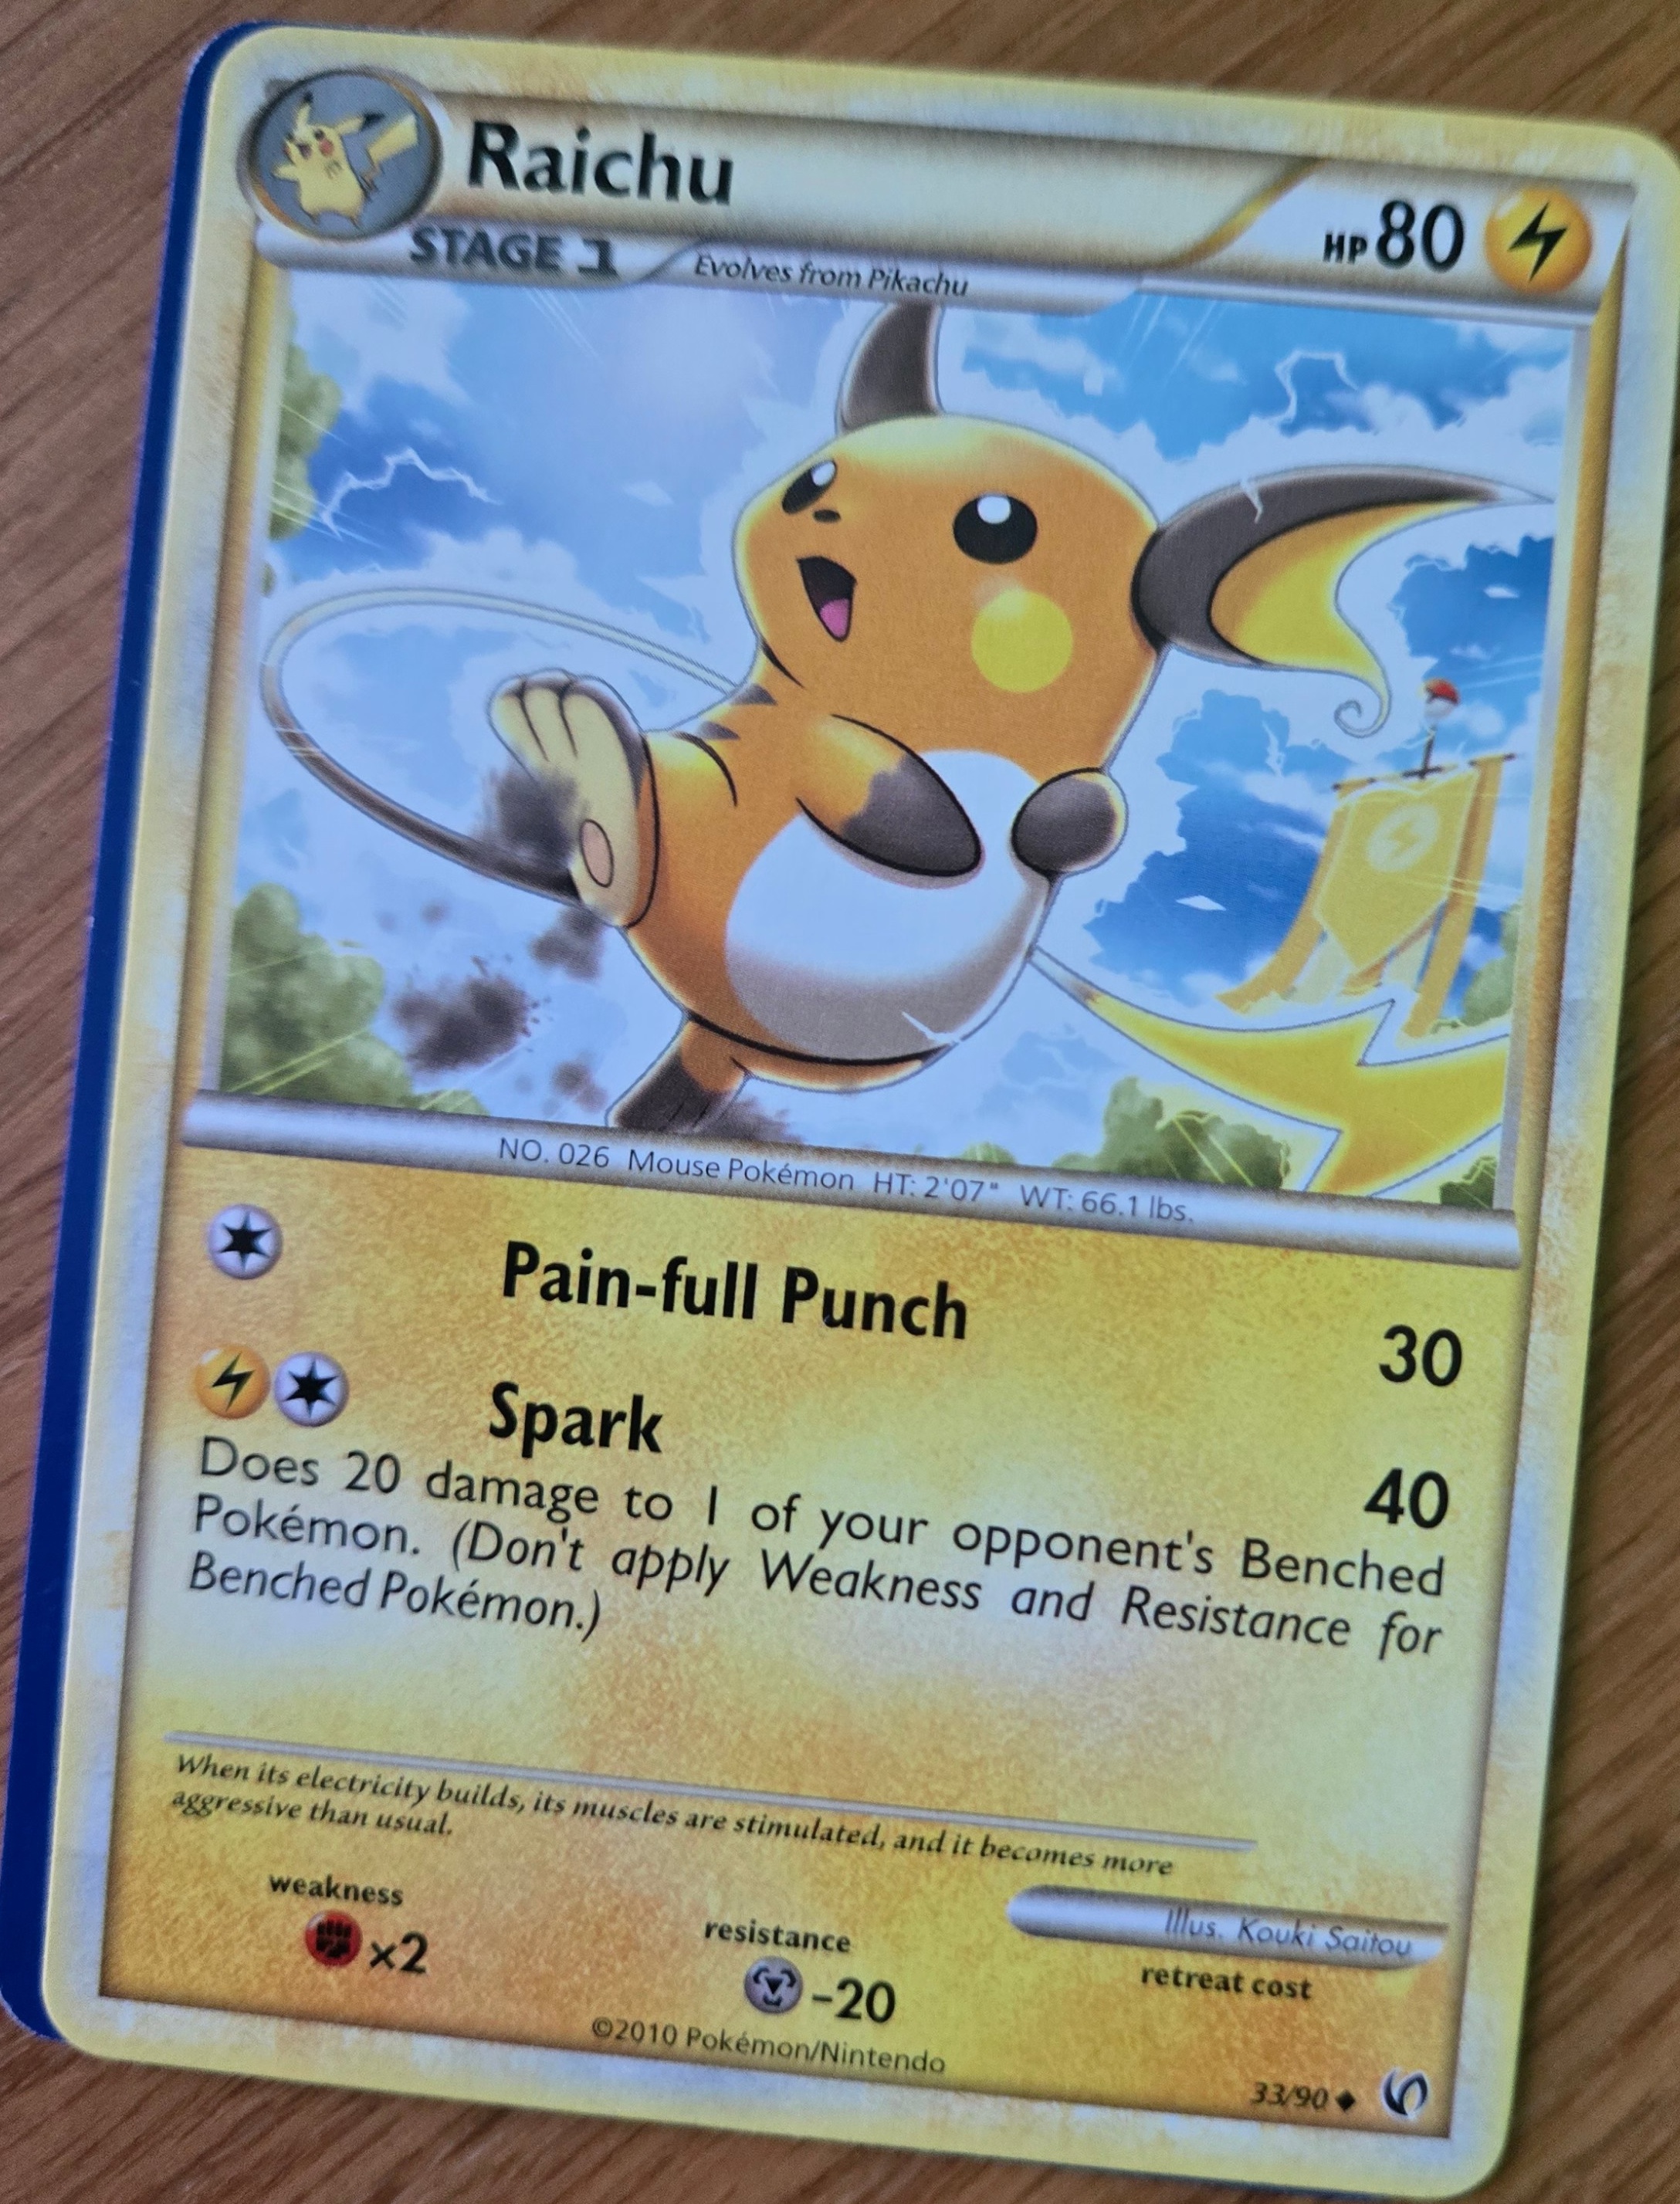 Raichu
HP 80
STAGE 1
Evolves from Pikachu
NO. 026 Mouse Pokémon HT: 2'07" WT: 66.1 lbs.
Pain-full Punch
30
Spark
40
Does 20 damage to 1 of your opponent's Benched
Pokémon. (Don't apply Weakness and Resistance for
Benched Pokémon.)
When its electricity builds, its muscles are stimulated, and it becomes more
aggressive than usual.
Illus. Kouki Saitou
weakness
×2
resistance
-20
retreat cost
©2010 Pokémon/Nintendo
33/90